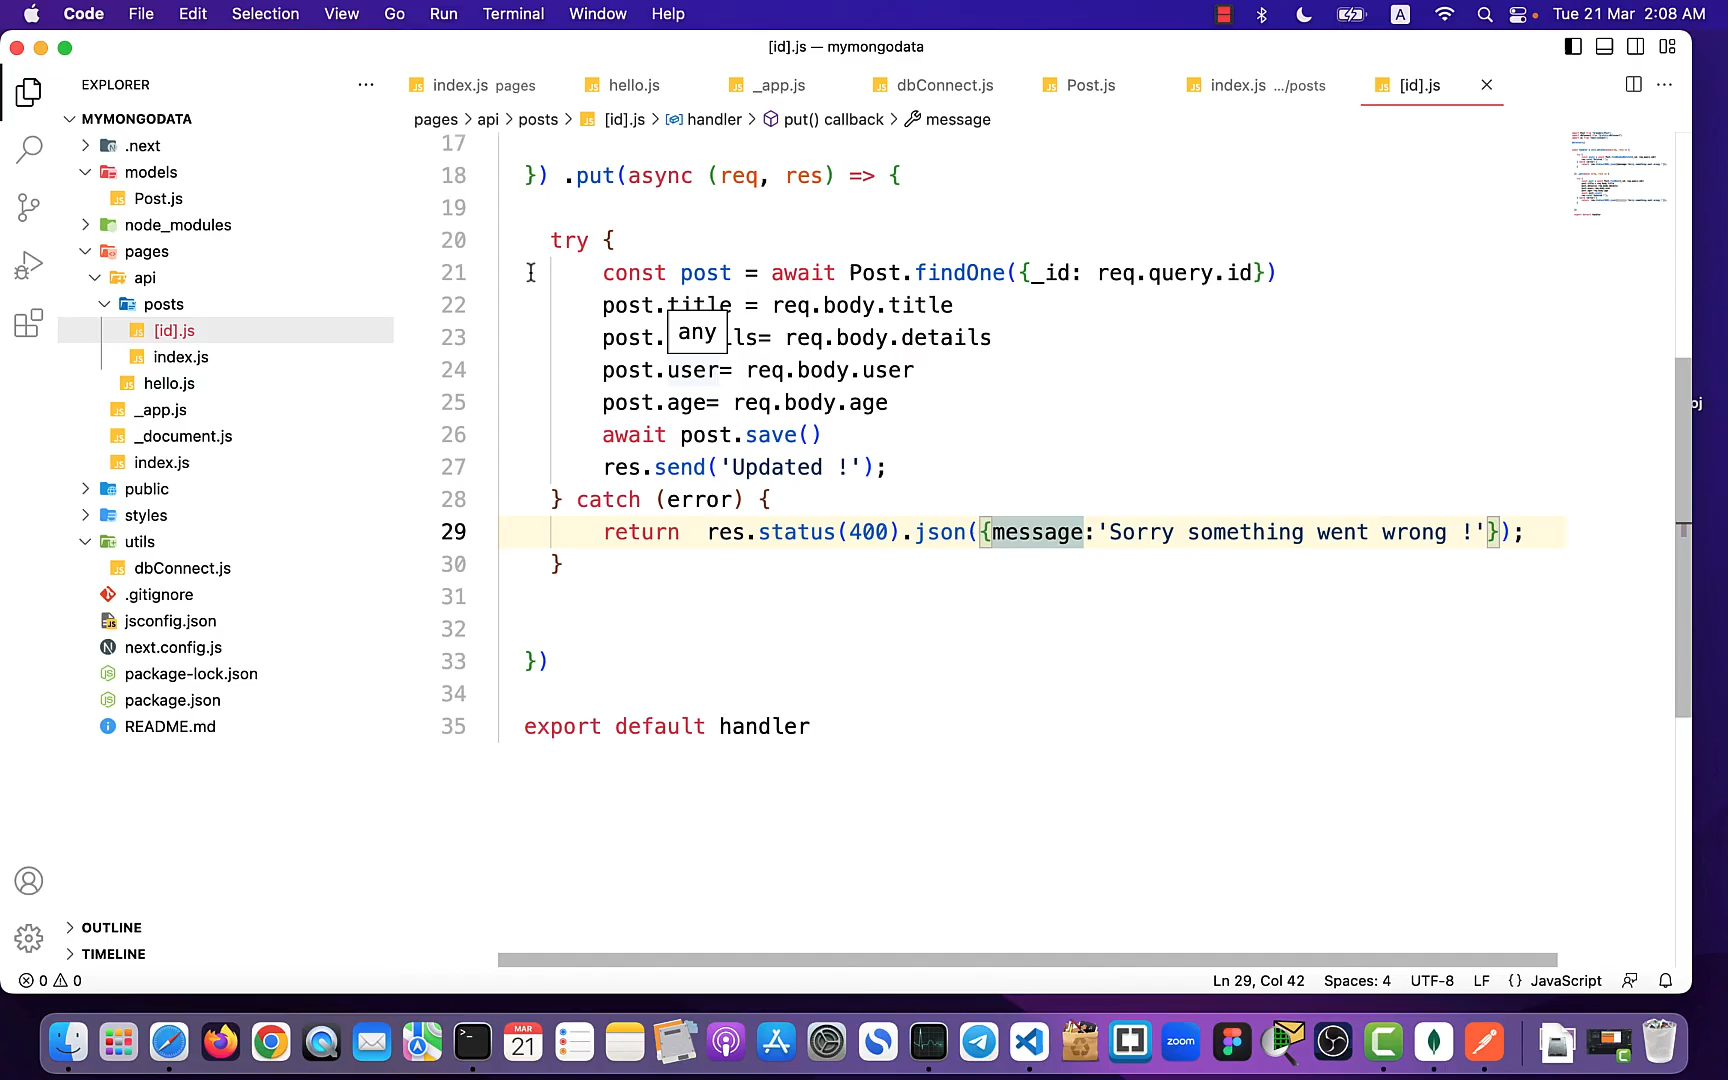 Code File Edit Selection View Go Run Terminal Window Help
A Tue 21 Mar 2:08 AM
[id].js — mymongodata
EXPLORER
index.js pages
hello.js
_app.js
dbConnect.js
Post.js
index.js .../posts
[id].js
pages > api > posts > [id].js > handler > put() callback > message
MYMONGODATA
.next
models
Post.js
node_modules
pages
api
posts
[id].js
index.js
hello.js
_app.js
_document.js
index.js
public
styles
utils
dbConnect.js
.gitignore
jsconfig.json
next.config.js
package-lock.json
package.json
README.md
OUTLINE
TIMELINE
17
18 }) .put(async (req, res) => {
19
20 try {
21 const post = await Post.findOne({_id: req.query.id})
22 post.title = req.body.title
any
23 post. ls= req.body.details
24 post.user= req.body.user
25 post.age= req.body.age
26 await post.save()
27 res.send('Updated !');
28 } catch (error) {
29 return res.status(400).json({message:'Sorry something went wrong !'});
30 }
31
32
33 })
34
35 export default handler
oj
0 0
Ln 29, Col 42 Spaces: 4 UTF-8 LF {} JavaScript
MAR
21
zoom